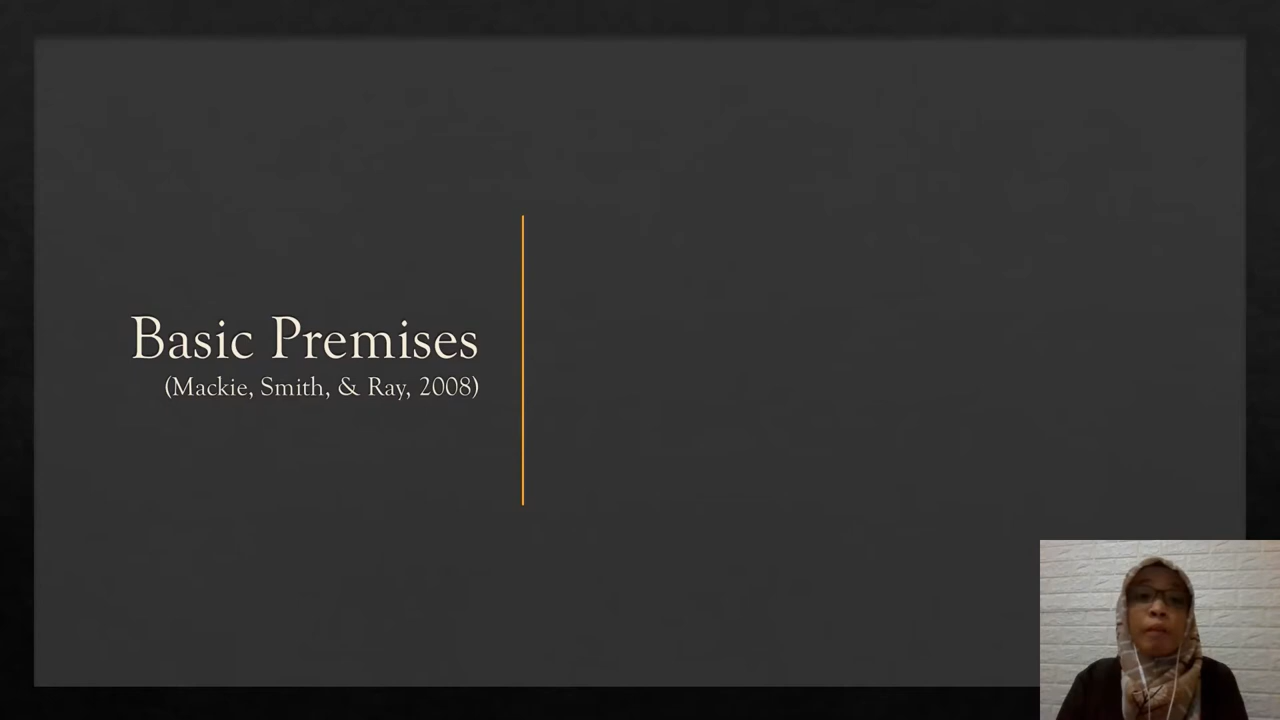 Basic Premises
(Mackie, Smith, & Ray, 2008)